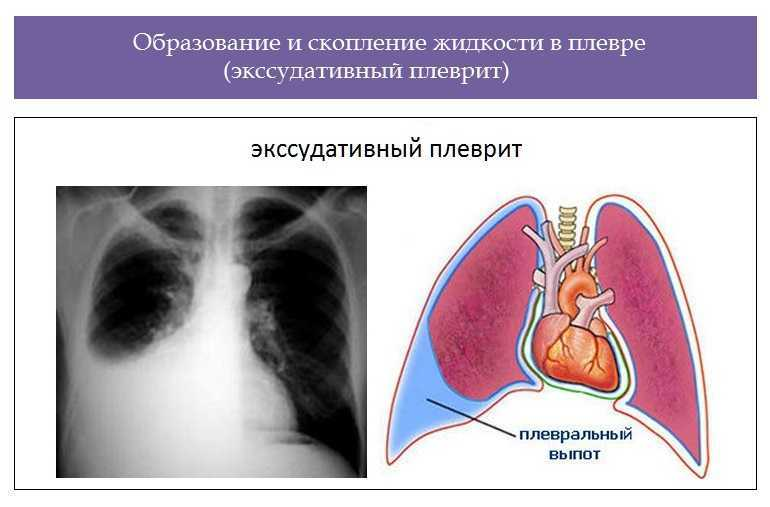 Образование и скопление жидкости в плевре
(экссудативный плеврит)
экссудативный плеврит
плевральный
выпот